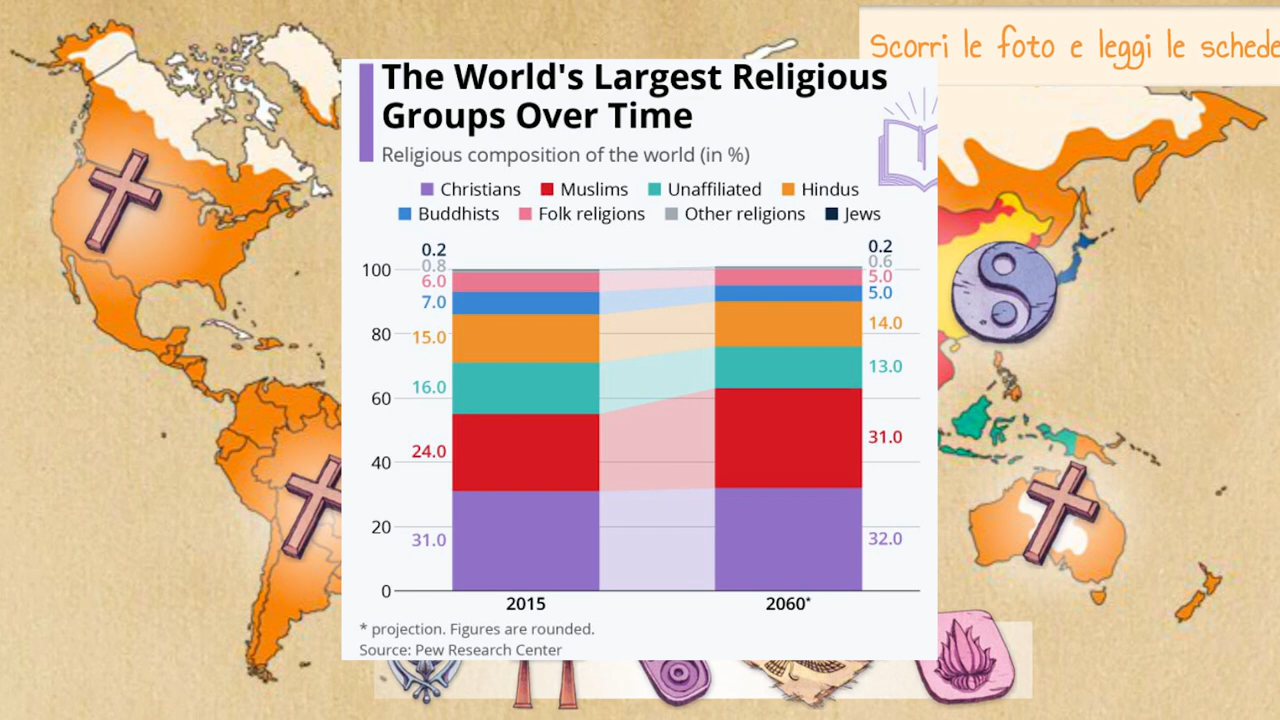 Scorri le foto e leggi le schede
The World's Largest Religious
Groups Over Time
Religious composition of the world (in %)
Christians Muslims Unaffiliated Hindus
Buddhists Folk religions Other religions Jews
0.2 0.2
0.8 0.6
100 6.0 5.0
7.0 5.0
80 15.0 14.0
16.0 13.0
60
24.0 31.0
40
20
31.0 32.0
0
2015 2060*
* projection. Figures are rounded.
Source: Pew Research Center